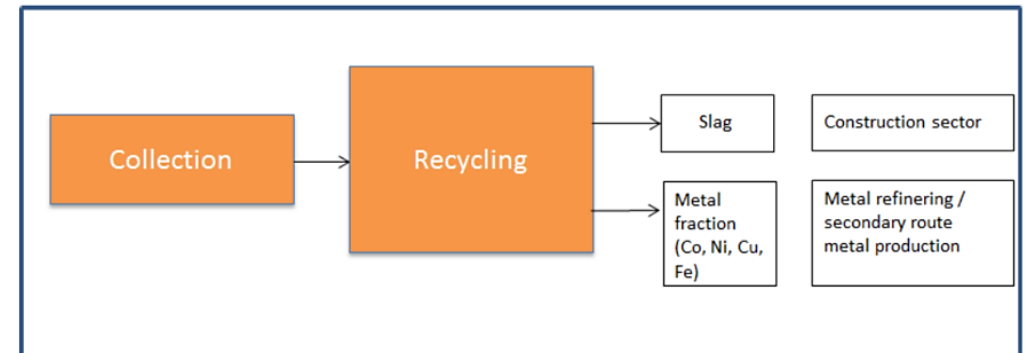 Collection
Recycling
Slag
Construction sector
Metal
fraction
(Co, Ni, Cu,
Fe)
Metal refinering /
secondary route
metal production